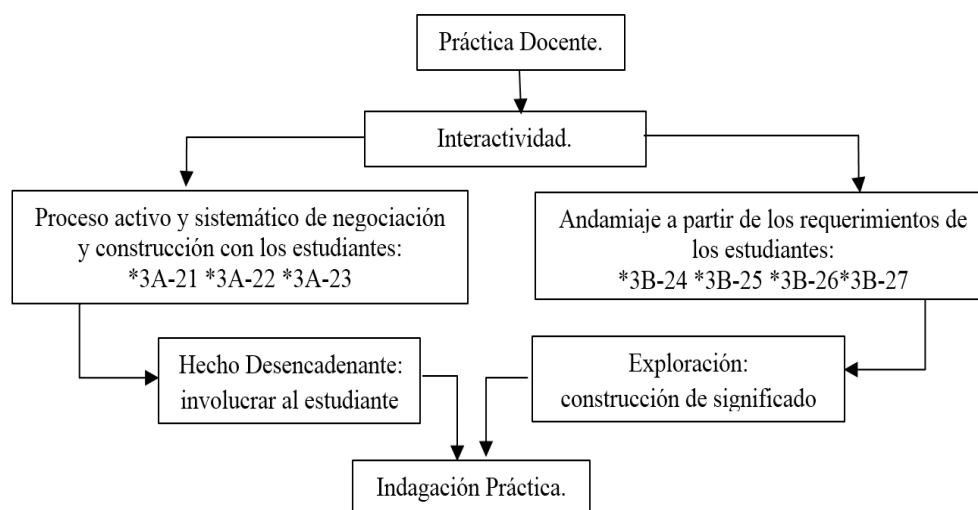 Práctica Docente.
Interactividad.
Proceso activo y sistemático de negociación
y construcción con los estudiantes:
*3A-21 *3A-22 *3A-23
Andamiaje a partir de los requerimientos de
los estudiantes:
*3B-24 *3B-25 *3B-26*3B-27
Hecho Desencadenante:
involucrar al estudiante
Exploración:
construcción de significado
Indagación Práctica.